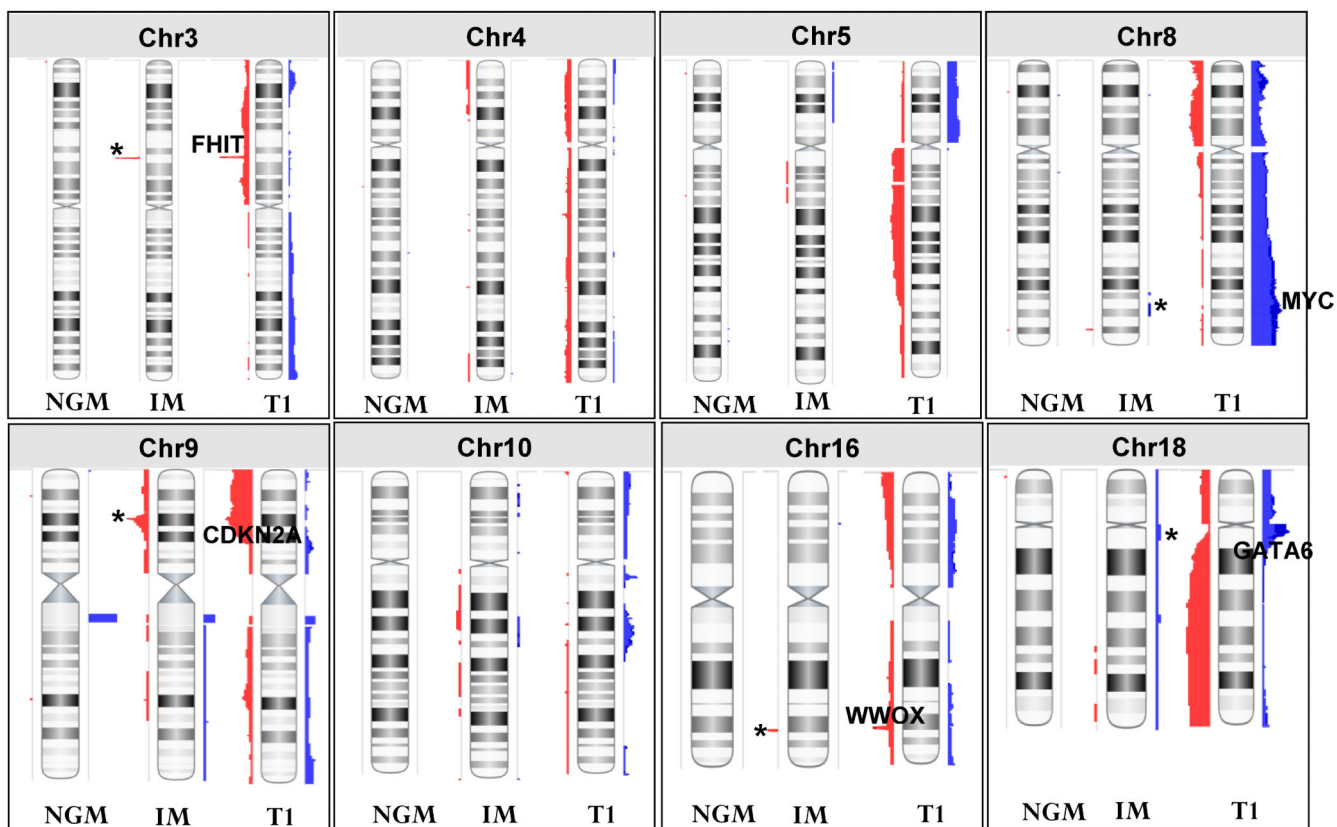 Chr3
Chr4
Chr5
Chr8
*
FHIT
*
MYC
NGM IM T1
NGM IM T1
NGM IM T1
NGM IM T1
Chr9
Chr10
Chr16
Chr18
*
CDKN2A
*
WWOX
*
GATA6
NGM IM T1
NGM IM T1
NGM IM T1
NGM IM T1